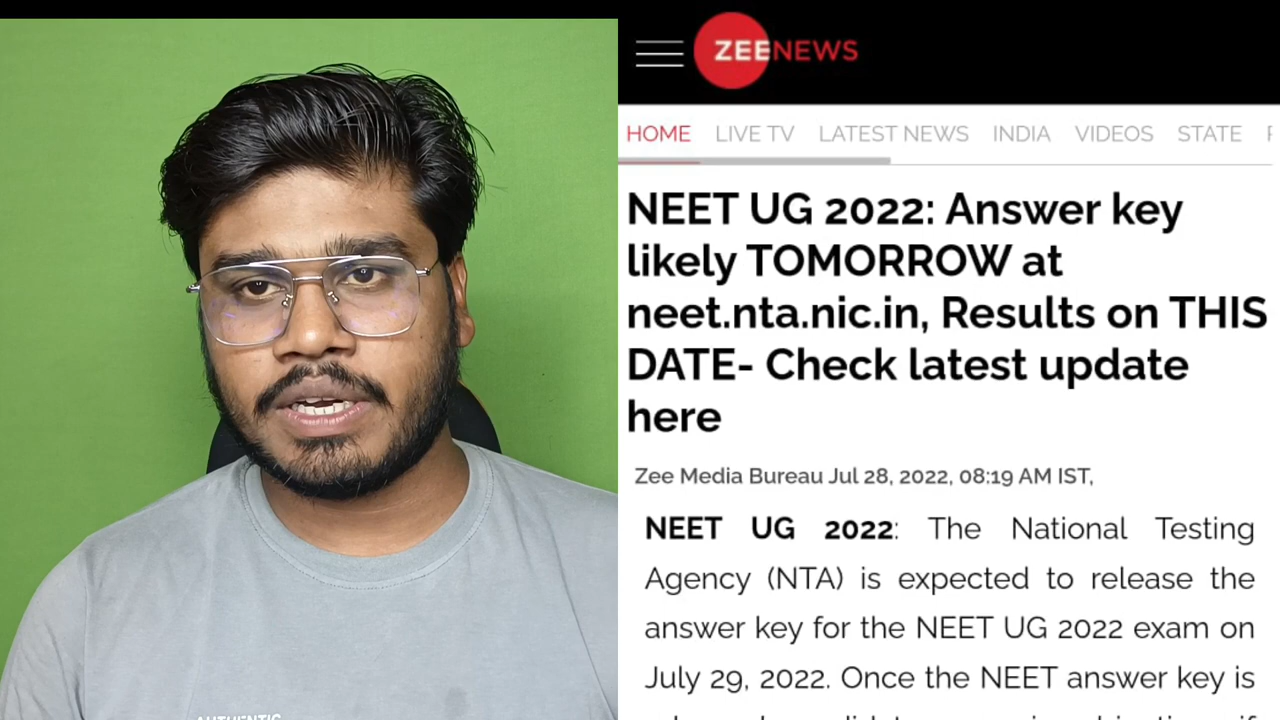 ZEENEWS
HOME LIVE TV LATEST NEWS INDIA VIDEOS STATE
NEET UG 2022: Answer key
likely TOMORROW at
neet.nta.nic.in, Results on THIS
DATE- Check latest update
here
Zee Media Bureau Jul 28, 2022, 08:19 AM IST,
NEET UG 2022: The National Testing
Agency (NTA) is expected to release the
answer key for the NEET UG 2022 exam on
July 29, 2022. Once the NEET answer key is
AUTHENTIC